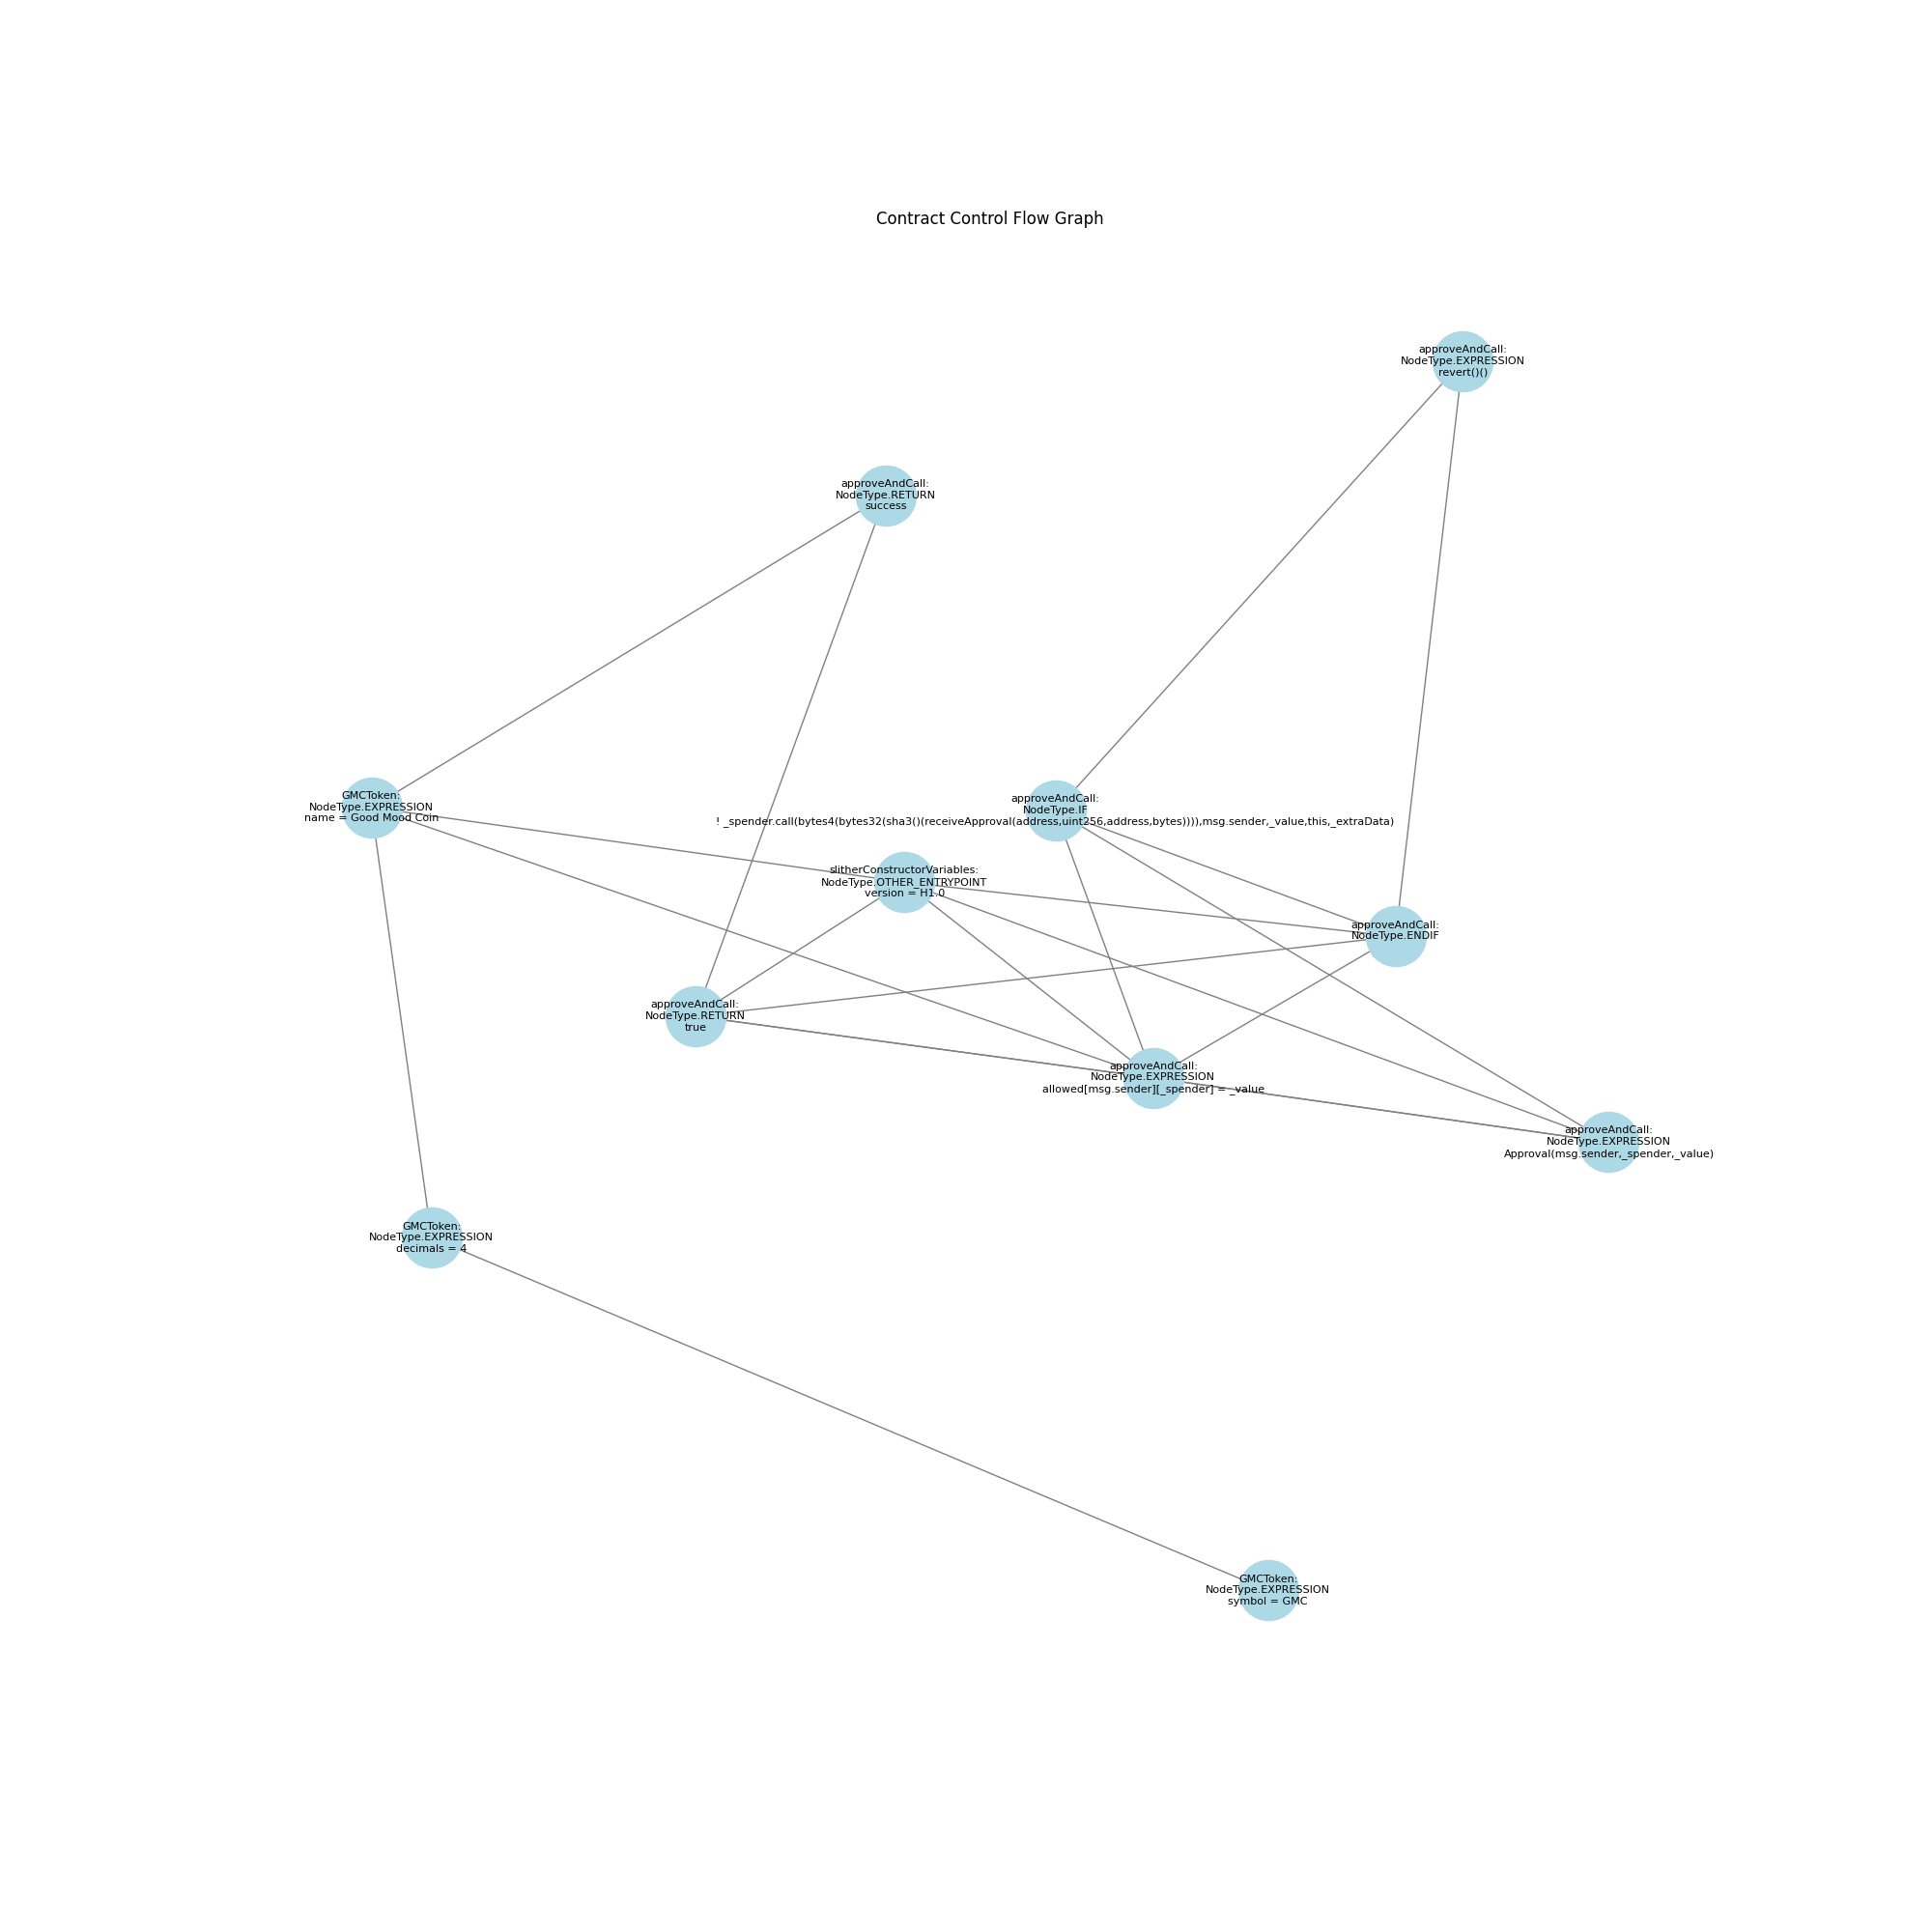 Contract Control Flow Graph
approveAndCall:
NodeType.EXPRESSION
revert()()
approveAndCall:
NodeType.RETURN
success
GMCToken:
NodeType.EXPRESSION
name = Good Mood Coin
approveAndCall:
NodeType.IF
! _spender.call(bytes4(bytes32(sha3()(receiveApproval(address,uint256,address,bytes)))),msg.sender,_value,this,_extraData)
slitherConstructorVariables:
NodeType.OTHER_ENTRYPOINT
version = H1.0
approveAndCall:
NodeType.ENDIF
approveAndCall:
NodeType.RETURN
true
approveAndCall:
NodeType.EXPRESSION
allowed[msg.sender][_spender] = _value
approveAndCall:
NodeType.EXPRESSION
Approval(msg.sender,_spender,_value)
GMCToken:
NodeType.EXPRESSION
decimals = 4
GMCToken:
NodeType.EXPRESSION
symbol = GMC